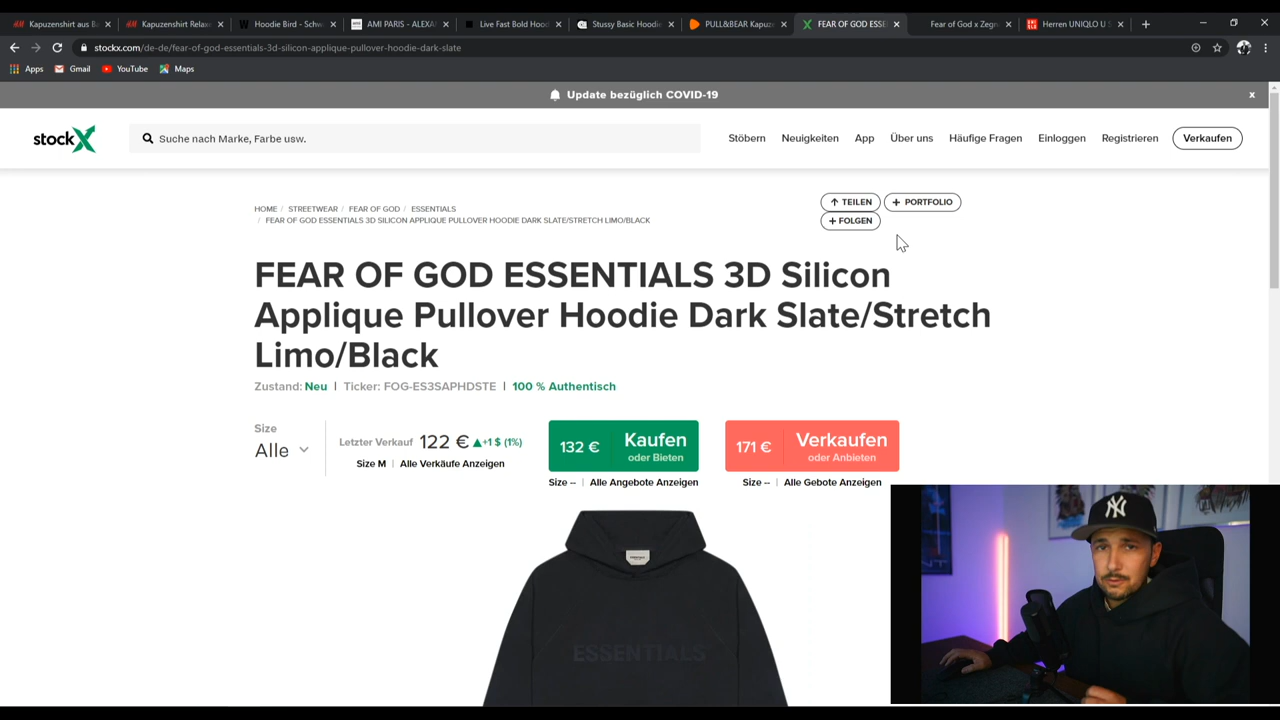 Kapuzenshirt aus Ba
Kapuzenshirt Relaxe
Hoodie Bird - Schw
AMI PARIS - ALEXAN
Live Fast Bold Hood
Stussy Basic Hoodie
PULL&BEAR Kapuz
FEAR OF GOD ESSE
Fear of God x Zegn
Herren UNIQLO U S
stockx.com/de-de/fear-of-god-essentials-3d-silicon-applique-pullover-hoodie-dark-slate
Apps
Gmail
YouTube
Maps
Update bezüglich COVID-19
x
stockX
Suche nach Marke, Farbe usw.
Stöbern
Neuigkeiten
App
Über uns
Häufige Fragen
Einloggen
Registrieren
Verkaufen
HOME / STREETWEAR / FEAR OF GOD / ESSENTIALS
/ FEAR OF GOD ESSENTIALS 3D SILICON APPLIQUE PULLOVER HOODIE DARK SLATE/STRETCH LIMO/BLACK
TEILEN
+ PORTFOLIO
+ FOLGEN
FEAR OF GOD ESSENTIALS 3D Silicon
Applique Pullover Hoodie Dark Slate/Stretch
Limo/Black
Zustand: Neu | Ticker: FOG-ES3SAPHDSTE | 100 % Authentisch
Size
Alle
Letzter Verkauf 122 € ▲+1 $ (1%)
Size M | Alle Verkäufe Anzeigen
132 €
Kaufen
oder Bieten
Size -- | Alle Angebote Anzeigen
171 €
Verkaufen
oder Anbieten
Size -- | Alle Gebote Anzeigen
ESSENTIALS
NY